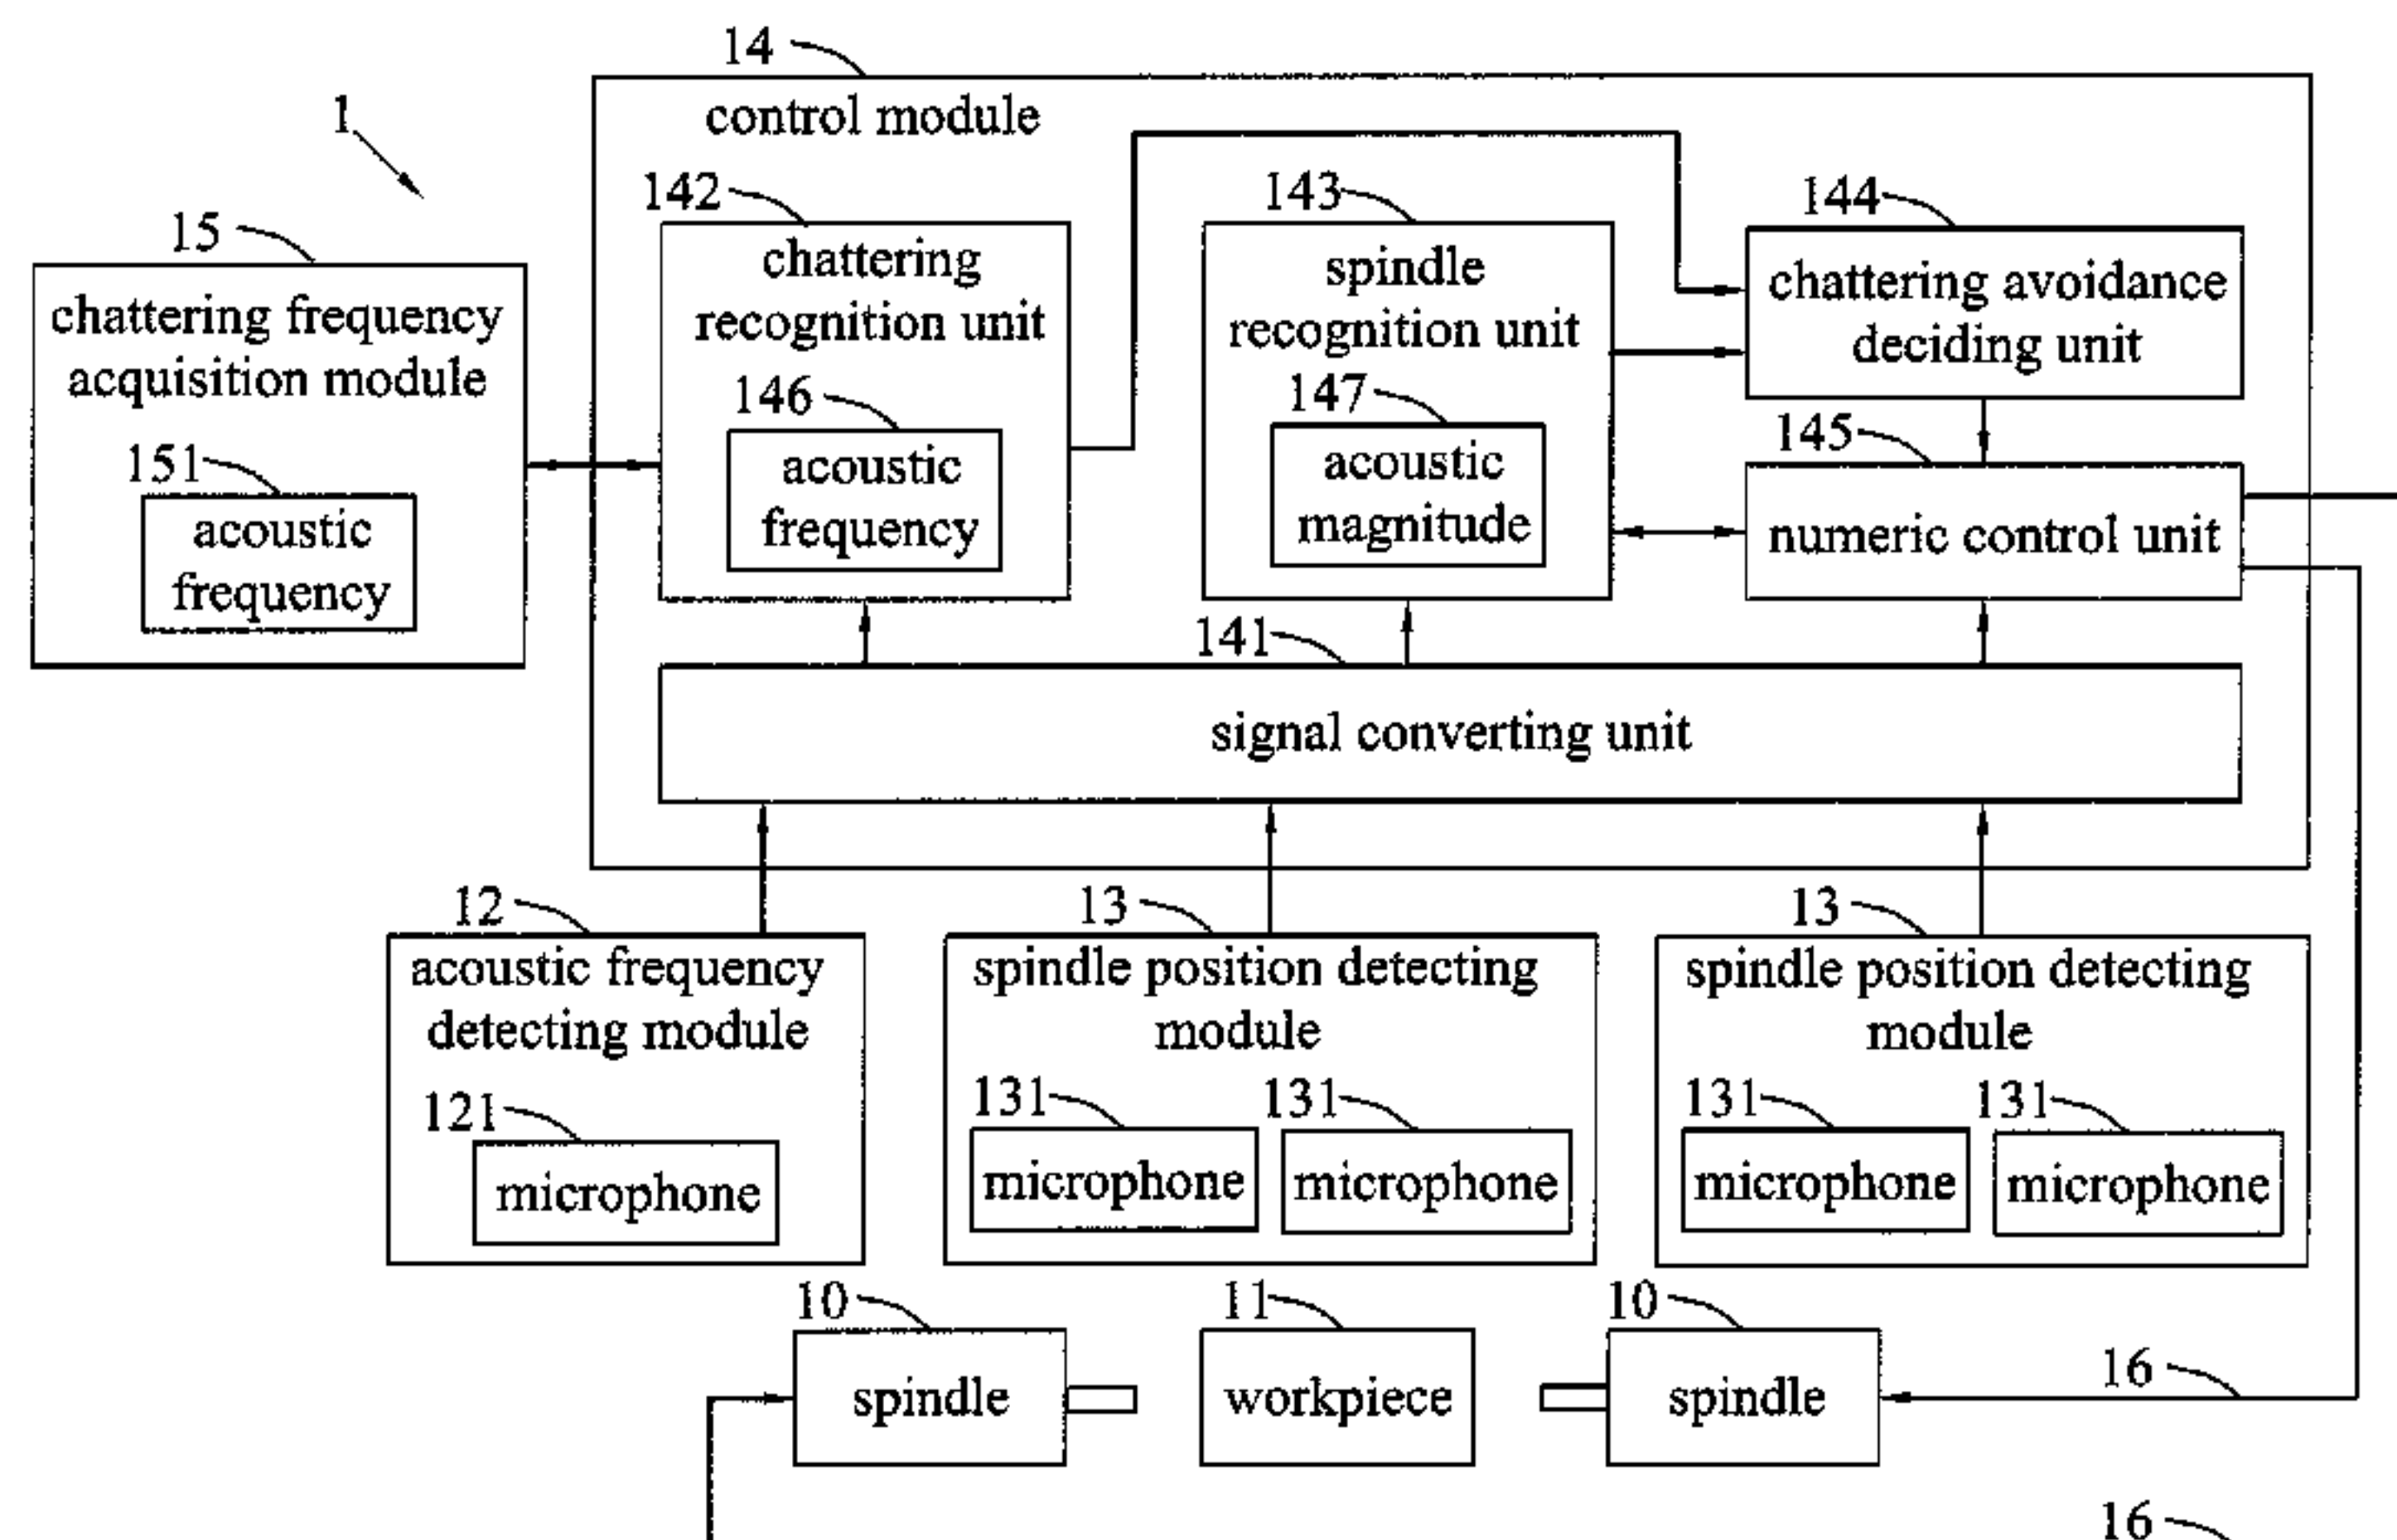 14
control module
1
142
143
144
15
chattering
recognition unit
spindle
recognition unit
chattering avoidance
deciding unit
chattering frequency
acquisition module
146
147
145
151
acoustic
frequency
acoustic
magnitude
numeric control unit
acoustic
frequency
141
signal converting unit
12
13
13
acoustic frequency
detecting module
spindle position detecting
module
spindle position detecting
module
121
131
131
131
131
microphone
microphone
microphone
microphone
microphone
10
11
10
spindle
workpiece
spindle
16
16